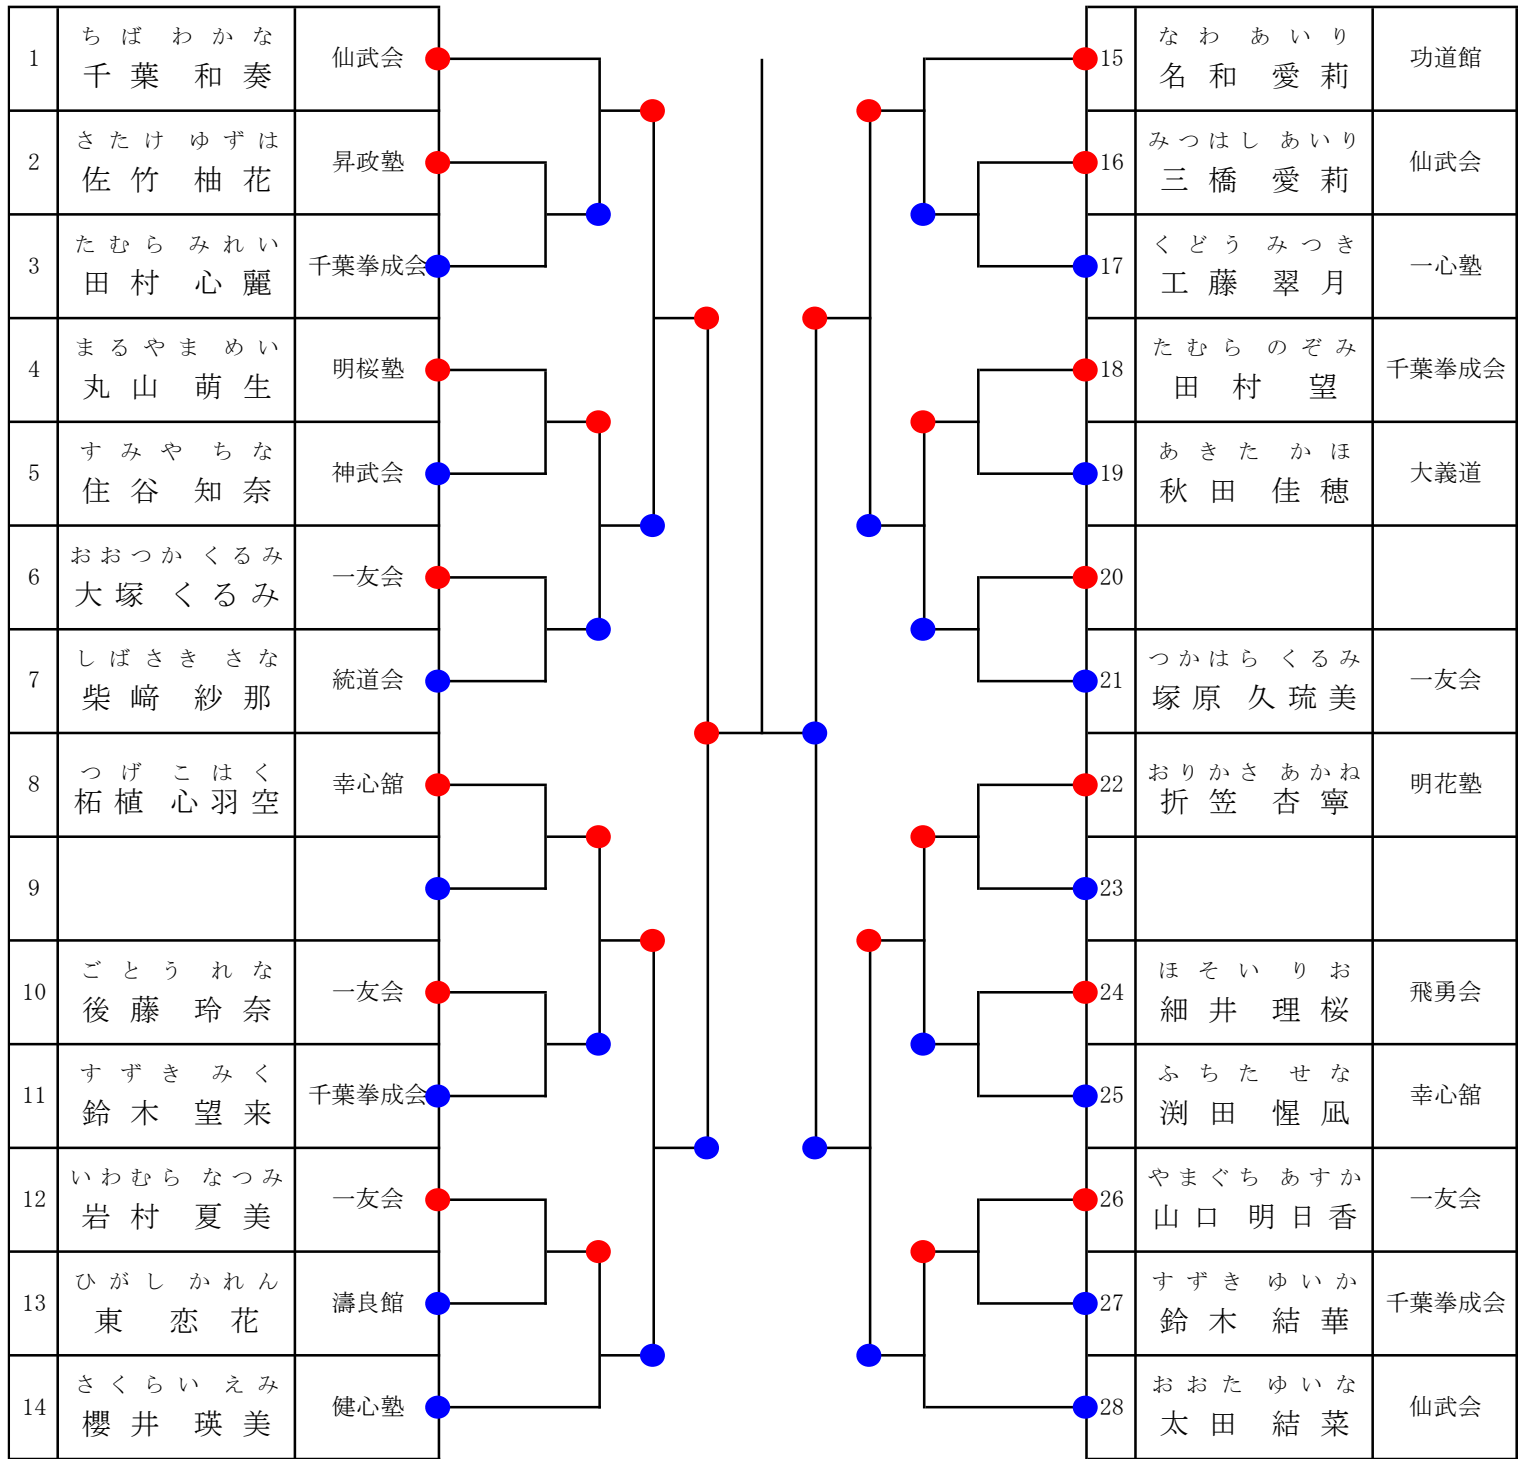 ちば わかな
1 千葉 和奏 仙武会
さたけ ゆずは
2 佐竹 柚花 昇政塾
たむら みれい
3 田村 心麗 千葉拳成会
まるやま めい
4 丸山 萌生 明桜塾
すみや ちな
5 住谷 知奈 神武会
おおつか くるみ
6 大塚 くるみ 一友会
しばさき さな
7 柴﨑 紗那 統道会
つげ こはく
8 柘植 心羽空 幸心舘
9
ごとう れな
10 後藤 玲奈 一友会
すずき みく
11 鈴木 望来 千葉拳成会
いわむら なつみ
12 岩村 夏美 一友会
ひがし かれん
13 東 恋花 濤良館
さくらい えみ
14 櫻井 瑛美 健心塾
なわ あいり
15 名和 愛莉 功道館
みつはし あいり
16 三橋 愛莉 仙武会
くどう みつき
17 工藤 翠月 一心塾
たむら のぞみ
18 田村 望 千葉拳成会
あきた かほ
19 秋田 佳穂 大義道
20
つかはら くるみ
21 塚原 久琉美 一友会
おりかさ あかね
22 折笠 杏寧 明花塾
23
ほそい りお
24 細井 理桜 飛勇会
ふちた せな
25 渕田 惺凪 幸心舘
やまぐち あすか
26 山口 明日香 一友会
すずき ゆいか
27 鈴木 結華 千葉拳成会
おおた ゆいな
28 太田 結菜 仙武会